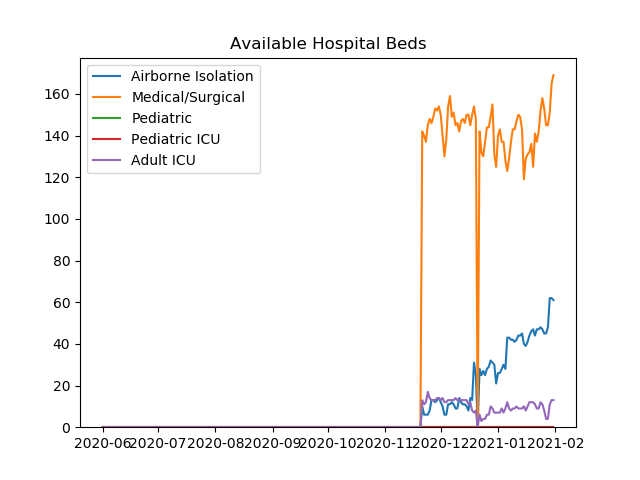 Available Hospital Beds
Airborne Isolation
Medical/Surgical
Pediatric
Pediatric ICU
Adult ICU
160
140
120
100
80
60
40
20
0
2020-06 2020-07 2020-08 2020-09 2020-10 2020-11 2020-12 2021-01 2021-02